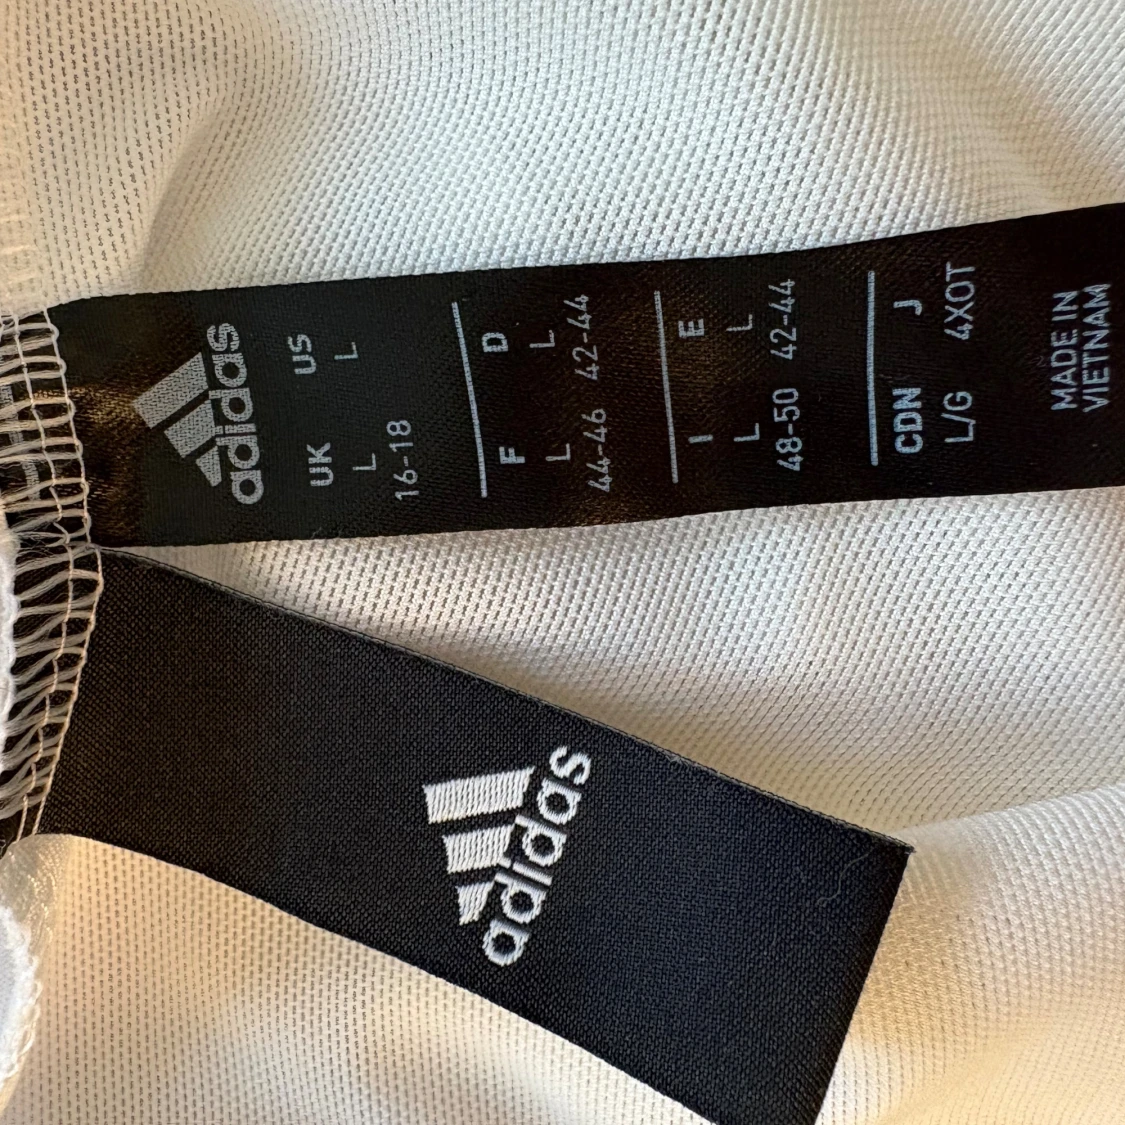 adidas
UK US
L L
16-18
F D
L L
44-46 42-44
I E
L L
48-50 42-44
CDN J
L/G 4XOT
MADE IN
VIETNAM
adidas